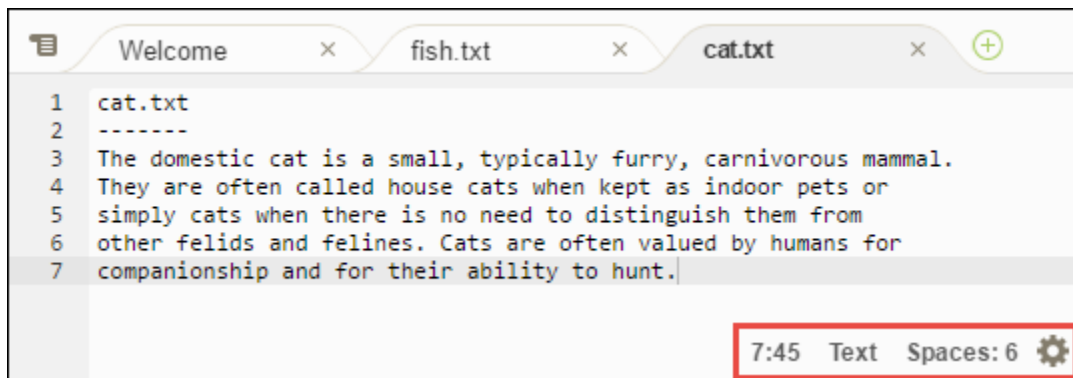 Welcome × fish.txt × cat.txt ×
1 cat.txt
2 -------
3 The domestic cat is a small, typically furry, carnivorous mammal.
4 They are often called house cats when kept as indoor pets or
5 simply cats when there is no need to distinguish them from
6 other felids and felines. Cats are often valued by humans for
7 companionship and for their ability to hunt.
7:45 Text Spaces: 6